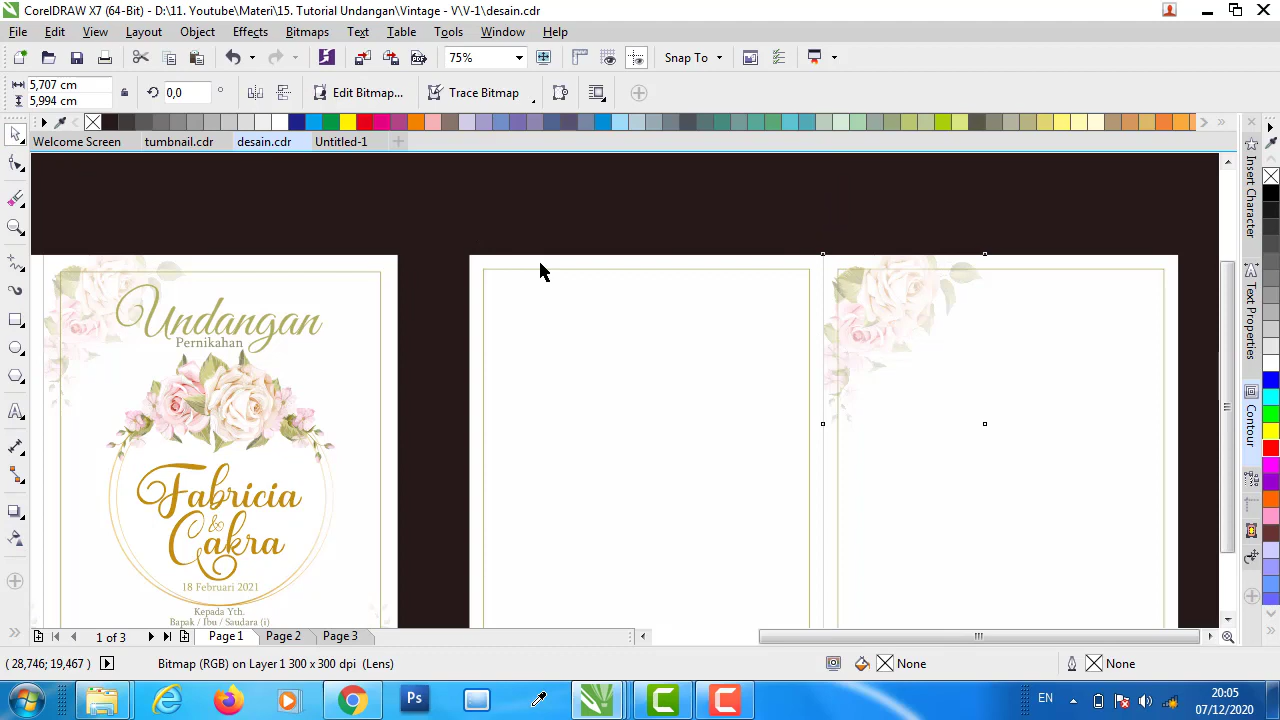 CorelDRAW X7 (64-Bit) - D:\11. Youtube\Materi\15. Tutorial Undangan\Vintage - V\V-1\desain.cdr
File Edit View Layout Object Effects Bitmaps Text Table Tools Window Help
75% Snap To
5,707 cm
5,994 cm
0,0 ° Edit Bitmap... Trace Bitmap
Welcome Screen tumbnail.cdr desain.cdr Untitled-1
Insert Character
Text Properties
Contour
Undangan
Pernikahan
Fabricia
&
Cakra
18 Februari 2021
Kepada Yth.
Bapak / Ibu / Saudara (i)
1 of 3 Page 1 Page 2 Page 3
( 28,746; 19,467 ) Bitmap (RGB) on Layer 1 300 x 300 dpi (Lens) None None
Ps EN 20:05
07/12/2020